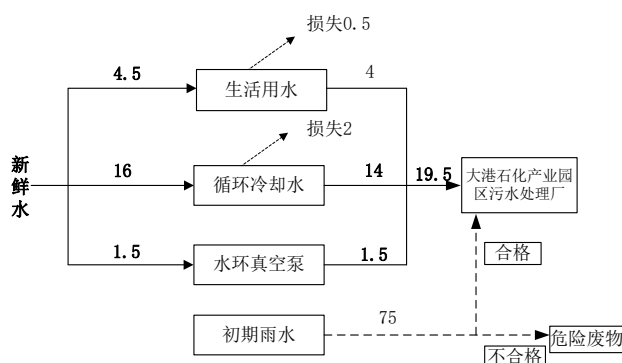 损失0.5
4.5
生活用水
4
损失2
新鲜水
16
循环冷却水
14
19.5
大港石化产业园
区污水处理厂
1.5
水环真空泵
1.5
合格
初期雨水
75
不合格
危险废物